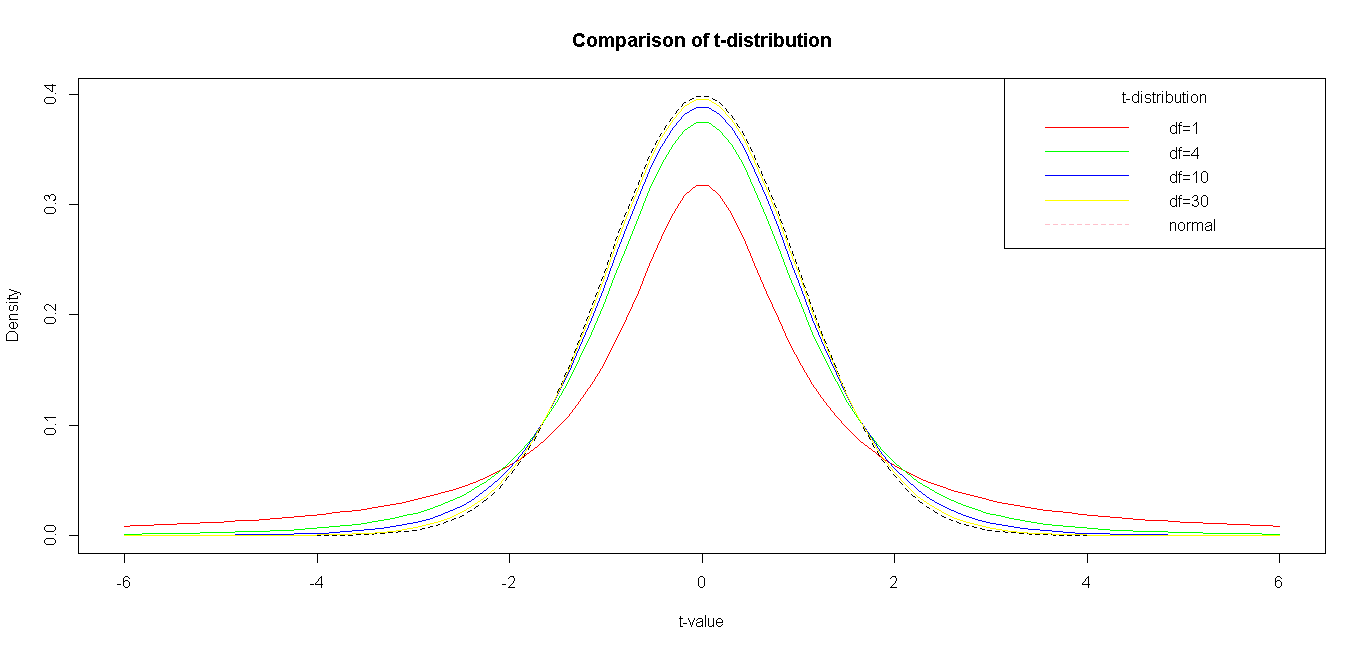 Comparison of t-distribution
t-distribution
df=1
df=4
df=10
df=30
normal
Density
0.4
0.3
0.2
0.1
0.0
-6 -4 -2 0 2 4 6
t-value